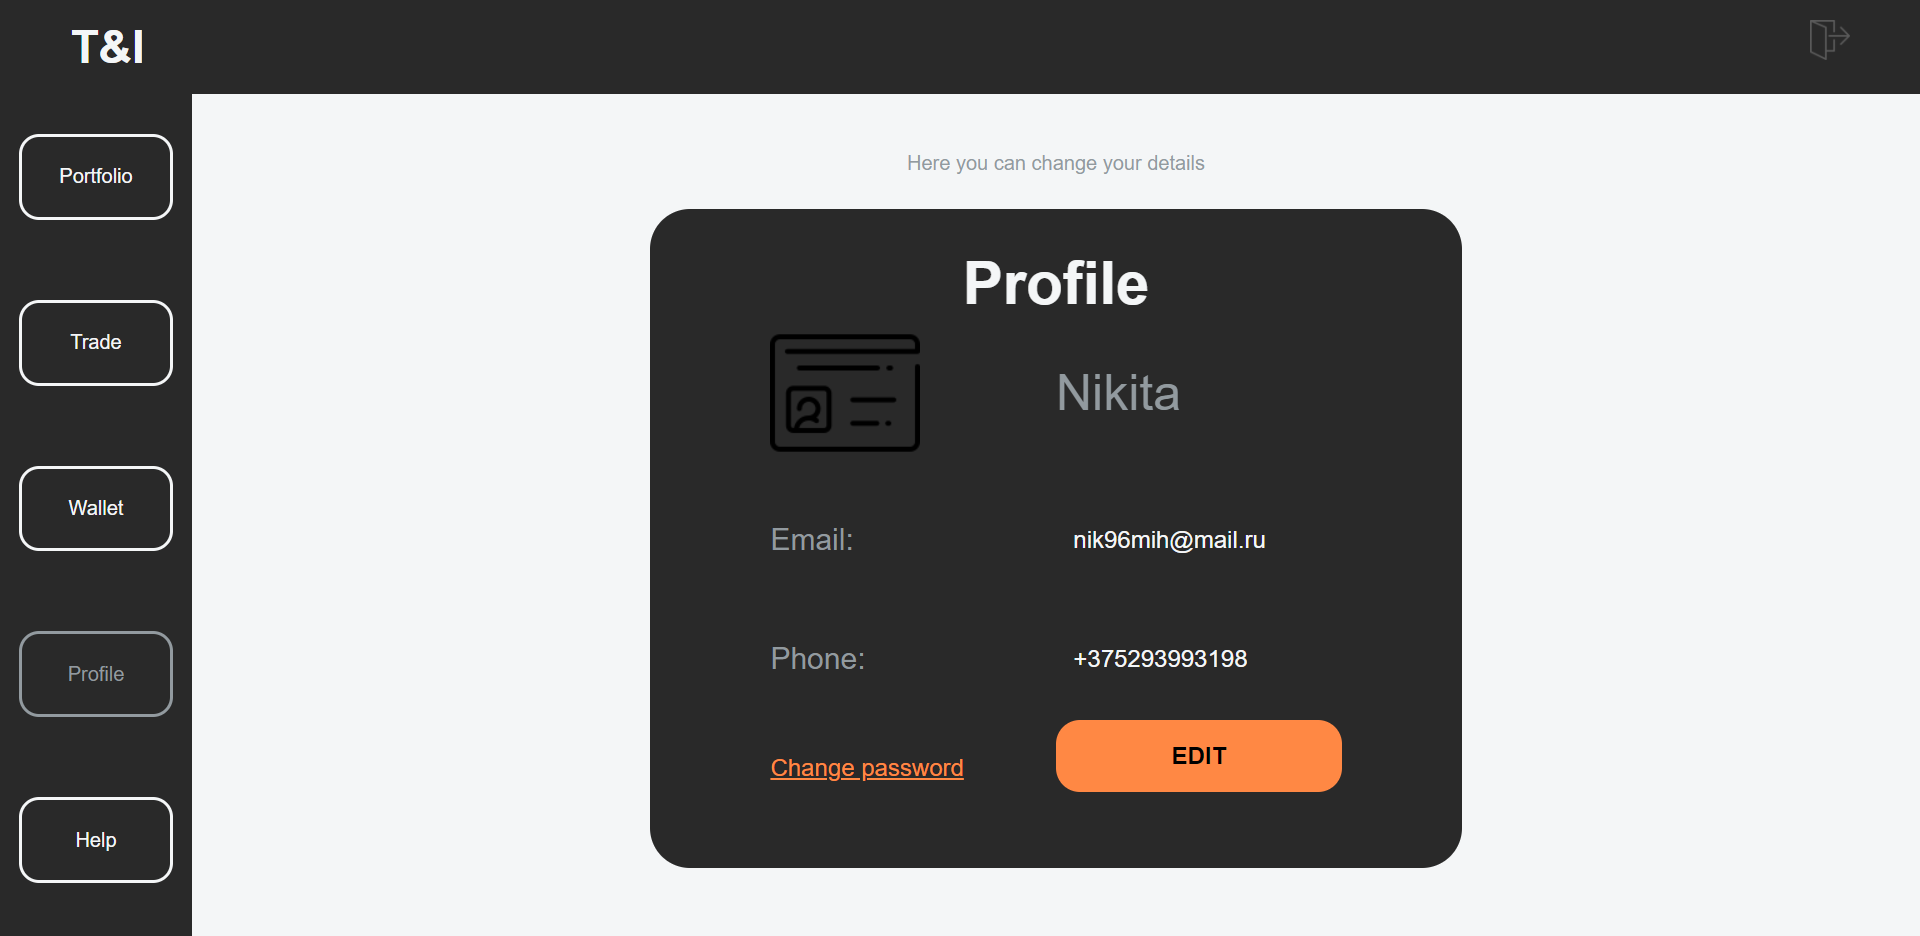 T&I
Portfolio
Trade
Wallet
Profile
Help
Here you can change your details
Profile
Nikita
Email:
nik96mih@mail.ru
Phone:
+375293993198
Change password
EDIT